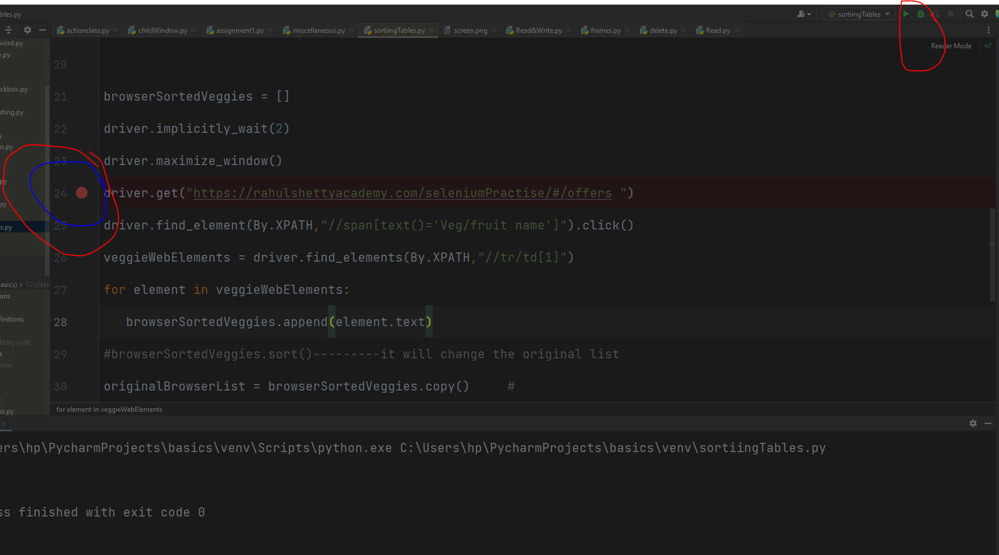 bles.py
sortiingTables
actionclass.py
childWindow.py
assignment1.py
miscellaneous.py
sortiingTables.py
screen.png
Read&Write.py
frames.py
delete.py
Read.py
word.py
Reader Mode
.py
20
ckbox.py
21 browserSortedVeggies = []
sting.py
22 driver.implicitly_wait(2)
y
s.py
23 driver.maximize_window()
py
24 driver.get("https://rahulshettyacademy.com/seleniumPractise/#/offers ")
py
25 driver.find_element(By.XPATH,"//span[text()='Veg/fruit name']").click()
s.py
26 veggieWebElements = driver.find_elements(By.XPATH,"//tr/td[1]")
asics) > C:\Users
27 for element in veggieWebElements:
ons
finitions
28 browserSortedVeggies.append(element.text)
brary root
s
29 #browserSortedVeggies.sort()---------it will change the original list
root
30 originalBrowserList = browserSortedVeggies.copy() #
ss.py
for element in veggieWebElements
ers\hp\PycharmProjects\basics\venv\Scripts\python.exe C:\Users\hp\PycharmProjects\basics\venv\sortiingTables.py
ss finished with exit code 0